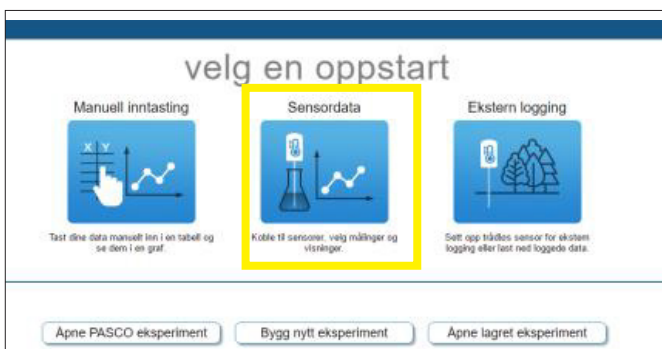 velg en oppstart
Manuell inntasting
Sensordata
Ekstern logging
X Y
Tast dine data manuelt inn i en tabell og
se dem i en graf.
Koble til sensorer, velg målinger og
visninger.
Sett opp trådløs sensor for ekstern
logging eller last ned loggede data.
Åpne PASCO eksperiment
Bygg nytt eksperiment
Åpne lagret eksperiment